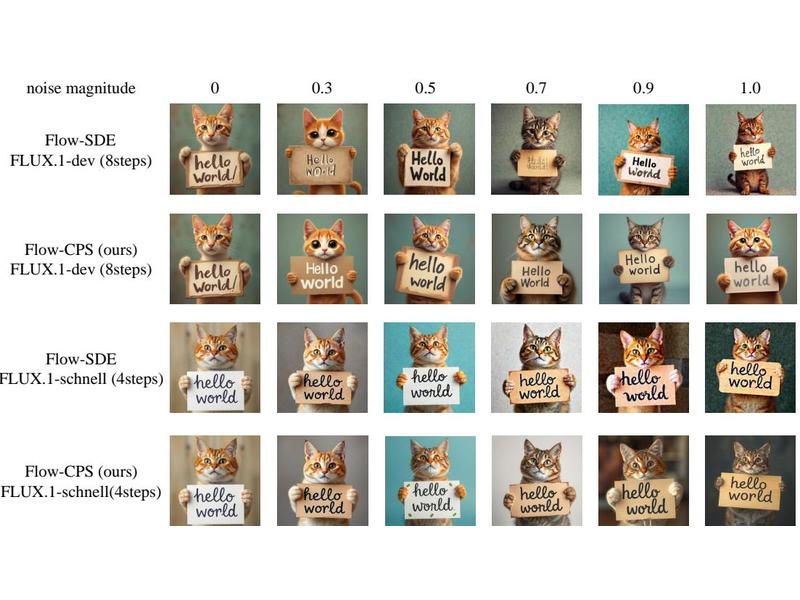 noise magnitude 0 0.3 0.5 0.7 0.9 1.0
Flow-SDE
FLUX.1-dev (8steps)
hello
world!
Hello
Hello
World
Hello
hello
world
Flow-CPS (ours)
FLUX.1-dev (8steps)
hello
world!
Hello
world
hello
world
Hello
world
Hello
world
hello
world
Flow-SDE
FLUX.1-schnell (4steps)
hello
world
hello
world
hello
world
hello
world
hello
world
hello
world
Flow-CPS (ours)
FLUX.1-schnell(4steps)
hello
world
hello
world
hello
world
hello
world
hello
world
hello
world